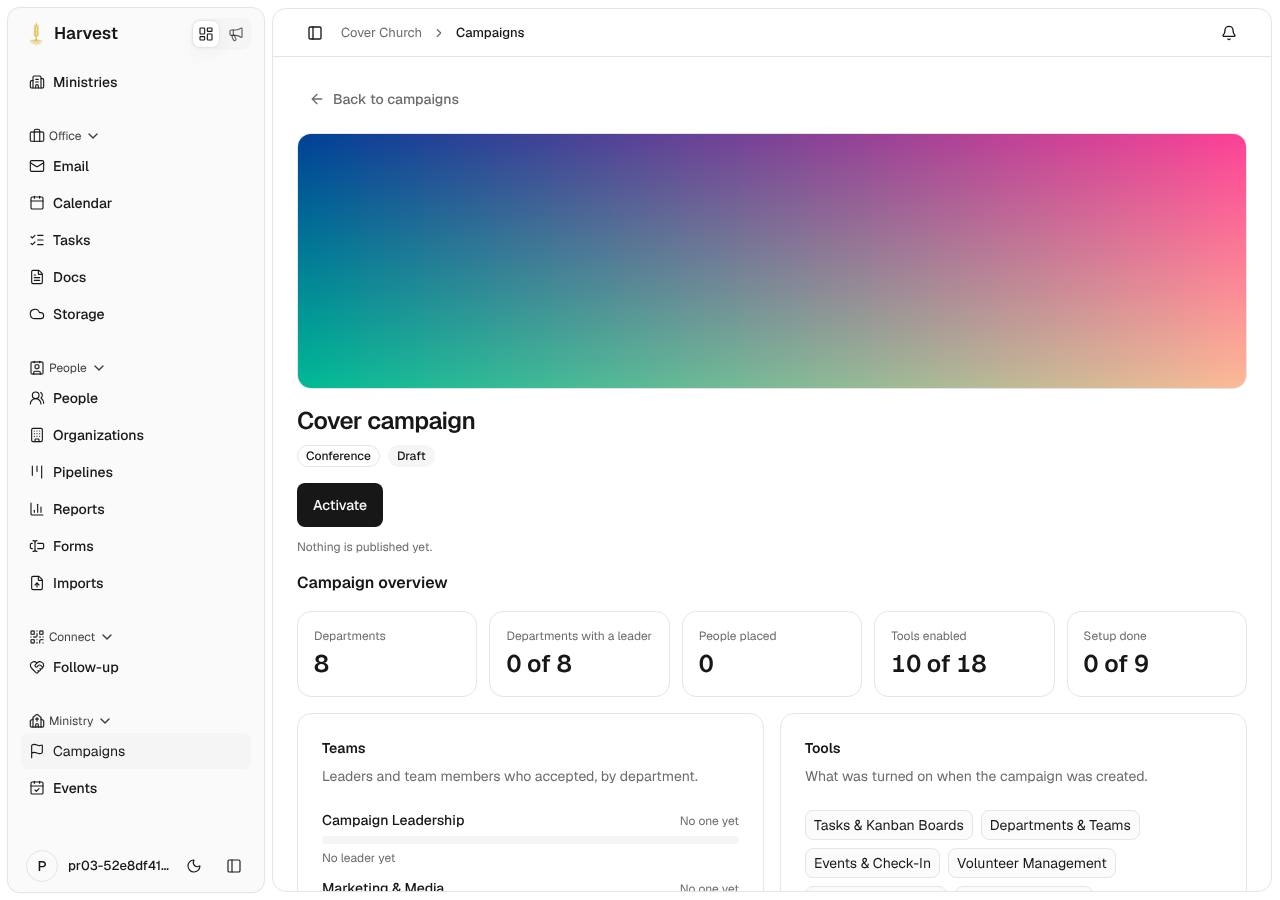 Harvest
Ministries
Office
Email
Calendar
Tasks
Docs
Storage
People
People
Organizations
Pipelines
Reports
Forms
Imports
Connect
Follow-up
Ministry
Campaigns
Events
P pr03-52e8df41...
Cover Church > Campaigns
← Back to campaigns
Cover campaign
Conference Draft
Activate
Nothing is published yet.
Campaign overview
Departments
8
Departments with a leader
0 of 8
People placed
0
Tools enabled
10 of 18
Setup done
0 of 9
Teams
Leaders and team members who accepted, by department.
Campaign Leadership No one yet
No leader yet
Marketing & Media No one yet
Tools
What was turned on when the campaign was created.
Tasks & Kanban Boards Departments & Teams
Events & Check-In Volunteer Management